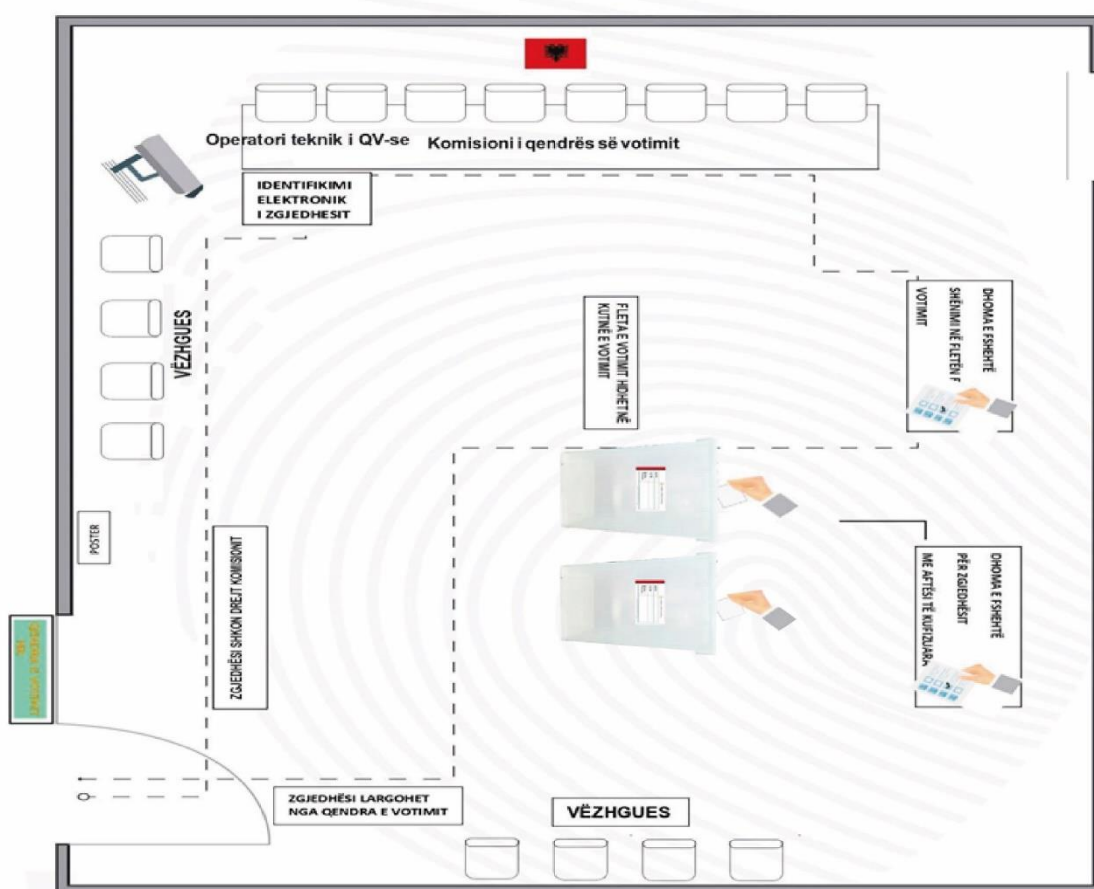 Operatori teknik i QV-se
Komisioni i qendrës së votimit
IDENTIFIKIMI
ELEKTRONIK
I ZGJEDHESIT
VËZHGUES
FLETA E VOTIMIT HIDHET NË
KUTINË E VOTIMIT
DHOMA E FSHEHTË
SHËNIMI NË FLETËN E
VOTIMIT
POSTER
ZGJEDHËSI SHKON DREJT KOMISIONIT
DHOMA E FSHEHTË
PËR ZGJEDHËSIT
ME AFTËSI TË KUFIZUARA
QENDRA E VOTIMIT
ZGJEDHËSI LARGOHET
NGA QENDRA E VOTIMIT
VËZHGUES